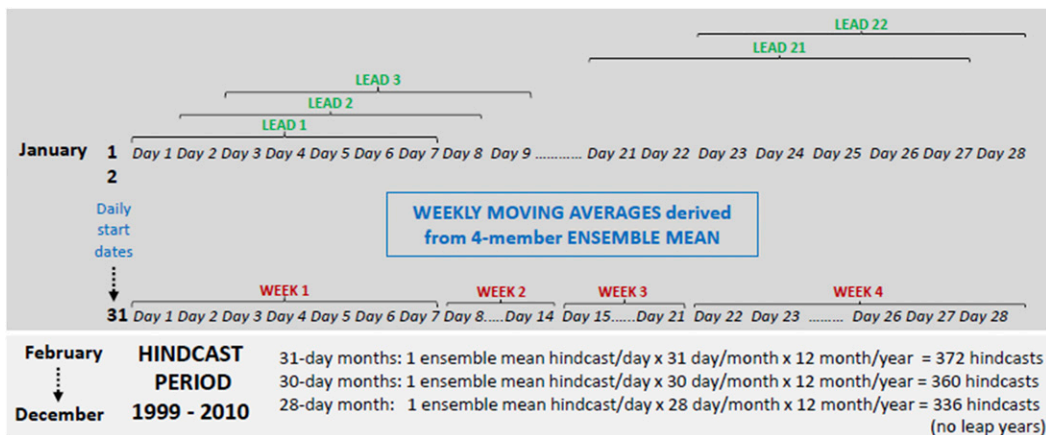 LEAD 22
LEAD 21
LEAD 3
LEAD 2
LEAD 1
January 1 Day 1 Day 2 Day 3 Day 4 Day 5 Day 6 Day 7 Day 8 Day 9 ............ Day 21 Day 22 Day 23 Day 24 Day 25 Day 26 Day 27 Day 28
2
Daily
start
dates
WEEKLY MOVING AVERAGES derived
from 4-member ENSEMBLE MEAN
WEEK 1 WEEK 2 WEEK 3 WEEK 4
31 Day 1 Day 2 Day 3 Day 4 Day 5 Day 6 Day 7 Day 8.....Day 14 Day 15......Day 21 Day 22 Day 23 ......... Day 26 Day 27 Day 28
February
December
HINDCAST
PERIOD
1999 - 2010
31-day months: 1 ensemble mean hindcast/day x 31 day/month x 12 month/year = 372 hindcasts
30-day months: 1 ensemble mean hindcast/day x 30 day/month x 12 month/year = 360 hindcasts
28-day month: 1 ensemble mean hindcast/day x 28 day/month x 12 month/year = 336 hindcasts
(no leap years)